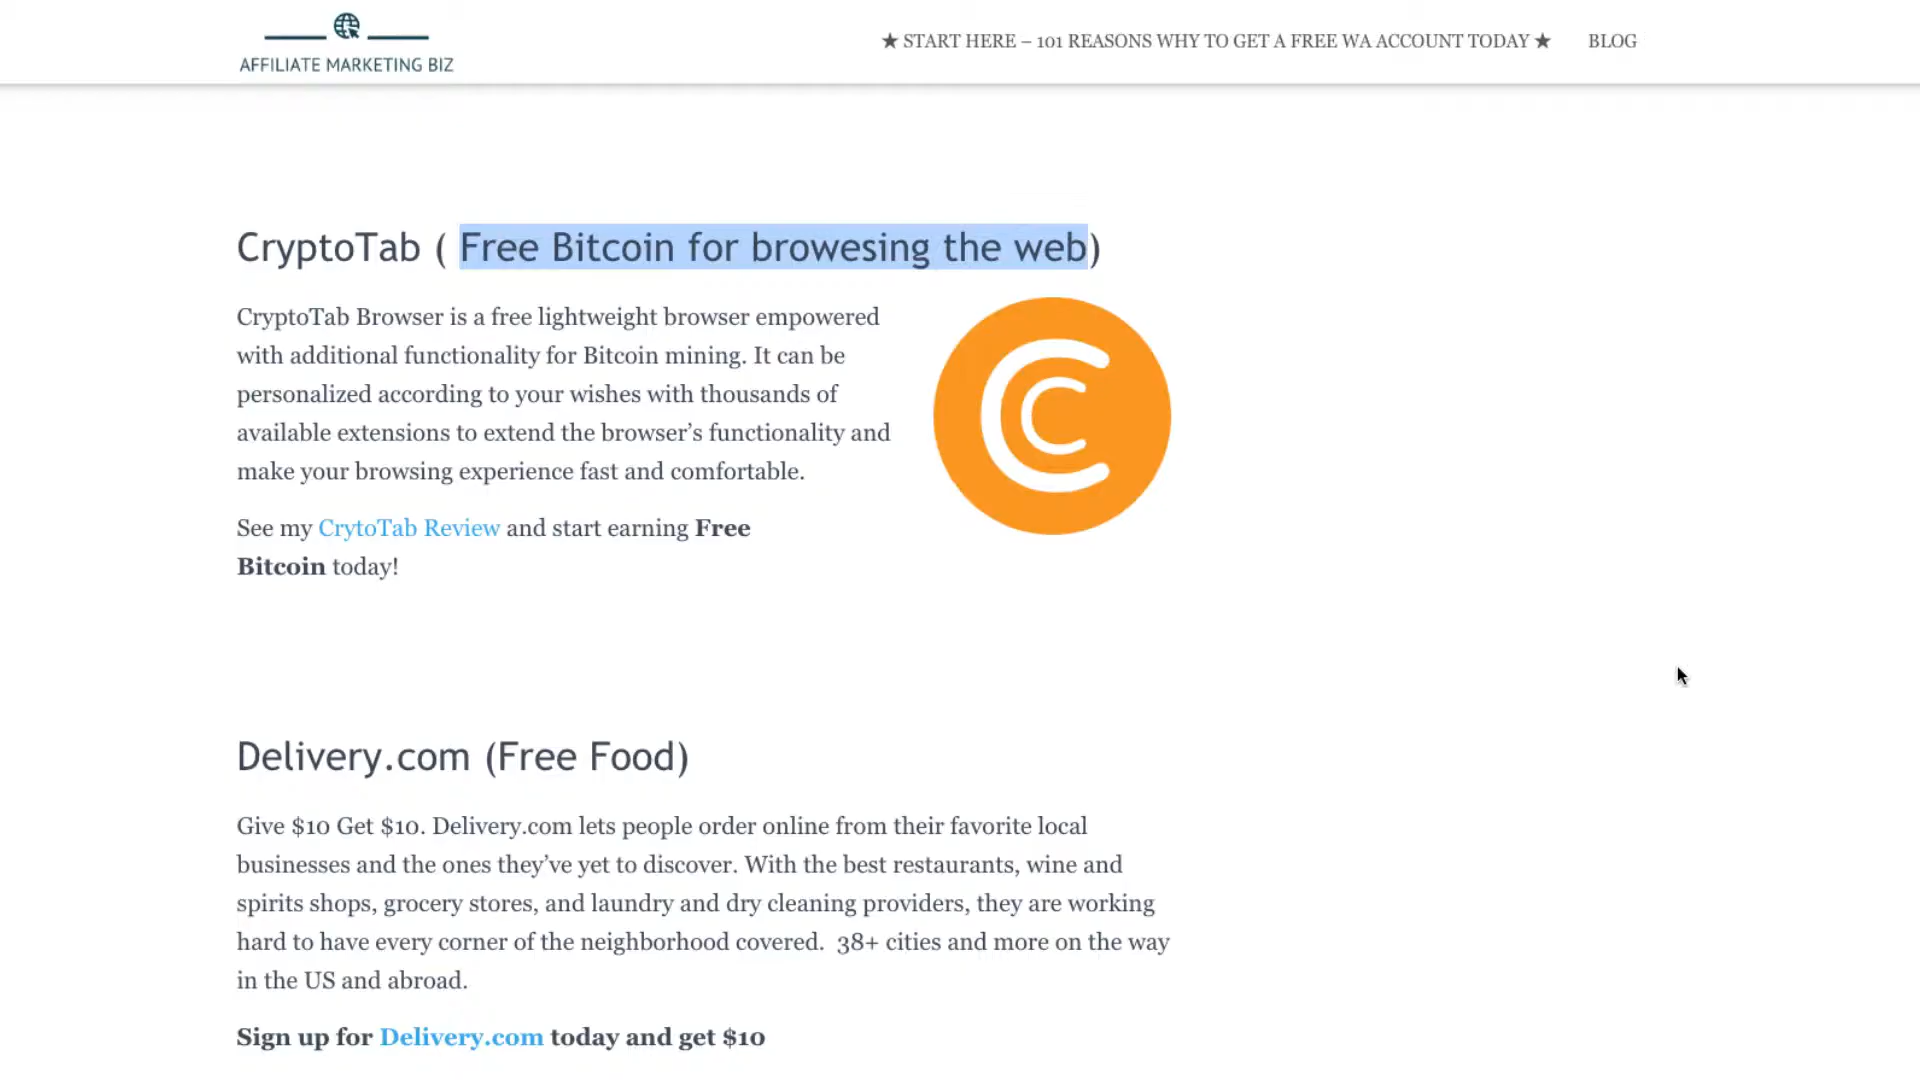 AFFILIATE MARKETING BIZ
★ START HERE – 101 REASONS WHY TO GET A FREE WA ACCOUNT TODAY ★
BLOG
CryptoTab ( Free Bitcoin for browesing the web)
CryptoTab Browser is a free lightweight browser empowered
with additional functionality for Bitcoin mining. It can be
personalized according to your wishes with thousands of
available extensions to extend the browser’s functionality and
make your browsing experience fast and comfortable.
See my CrytoTab Review and start earning Free
Bitcoin today!
Delivery.com (Free Food)
Give $10 Get $10. Delivery.com lets people order online from their favorite local
businesses and the ones they’ve yet to discover. With the best restaurants, wine and
spirits shops, grocery stores, and laundry and dry cleaning providers, they are working
hard to have every corner of the neighborhood covered.  38+ cities and more on the way
in the US and abroad.
Sign up for Delivery.com today and get $10